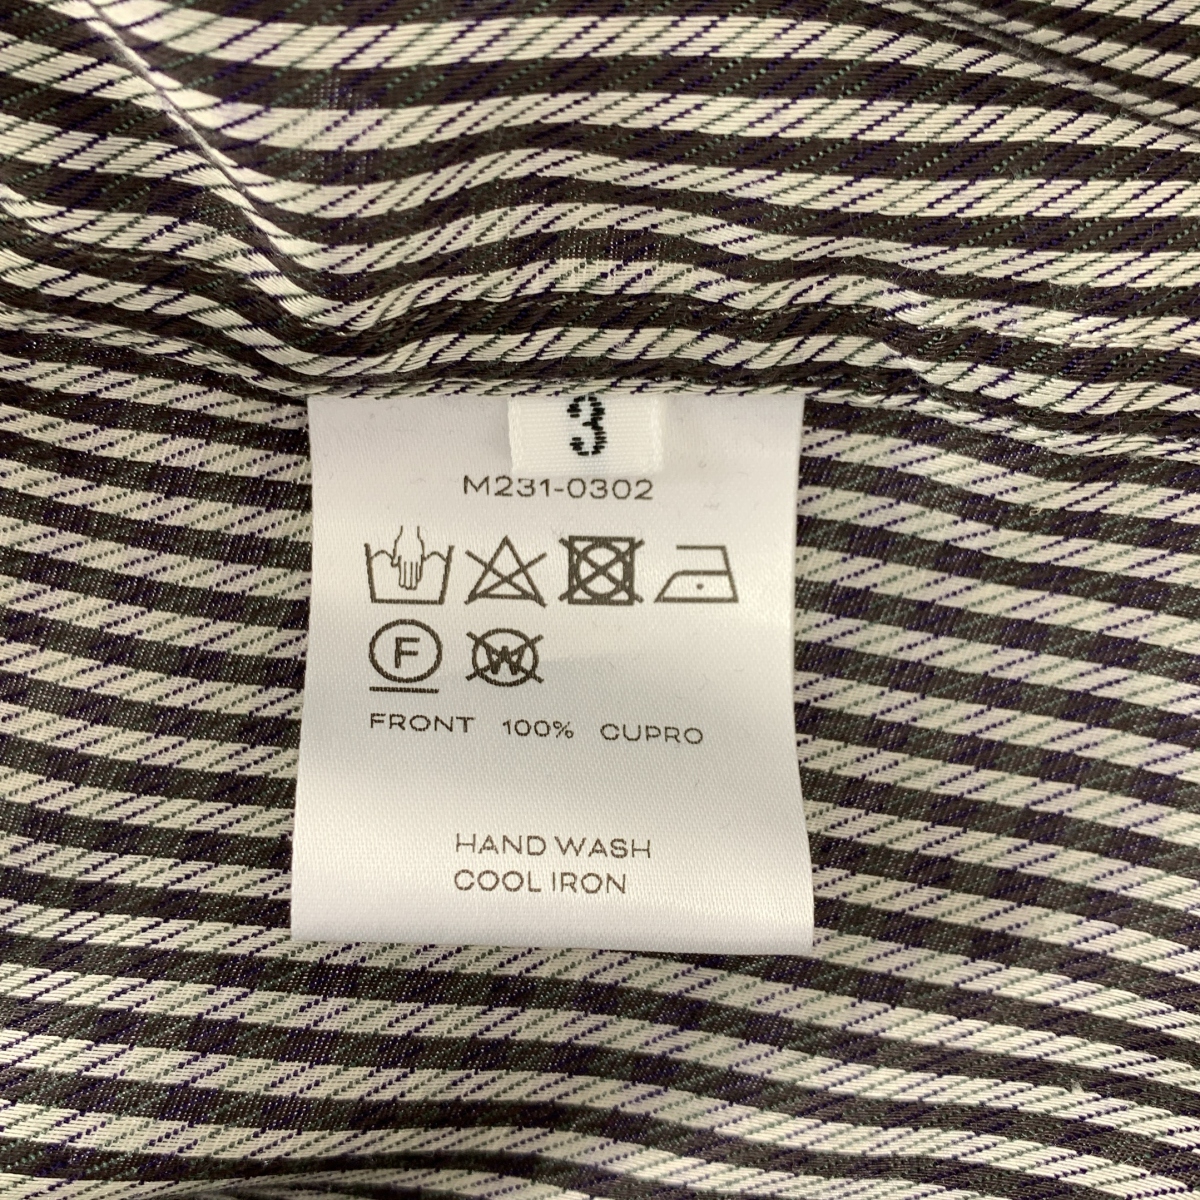 3
M231-0302
F W
FRONT 100% CUPRO
HAND WASH
COOL IRON